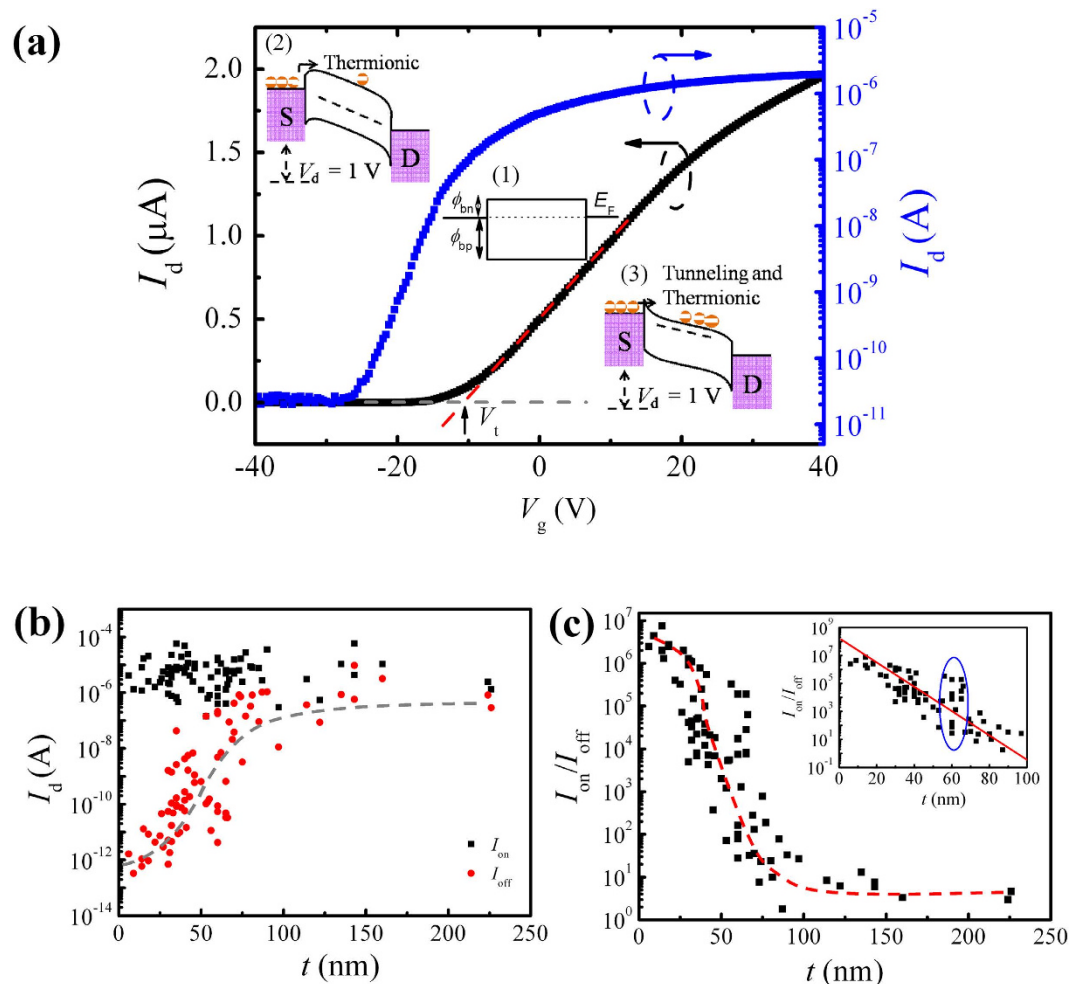 (a)
(2)
Thermionic
S
D
V_d = 1 V
(1)
ϕ_bn
ϕ_bp
E_F
(3) Tunneling and
Thermionic
S
D
V_d = 1 V
V_t
2.0
1.5
1.0
0.5
0.0
I_d (μA)
10^-5
10^-6
10^-7
10^-8
10^-9
10^-10
10^-11
I_d (A)
-40 -20 0 20 40
V_g (V)
(b)
10^-4
10^-6
10^-8
10^-10
10^-12
10^-14
I_d (A)
I_on
I_off
0 50 100 150 200 250
t (nm)
(c)
10^7
10^6
10^5
10^4
10^3
10^2
10^1
10^0
I_on/I_off
10^9
10^7
10^5
10^3
10^1
10^-1
I_on/I_off
0 20 40 60 80 100
t (nm)
0 50 100 150 200 250
t (nm)